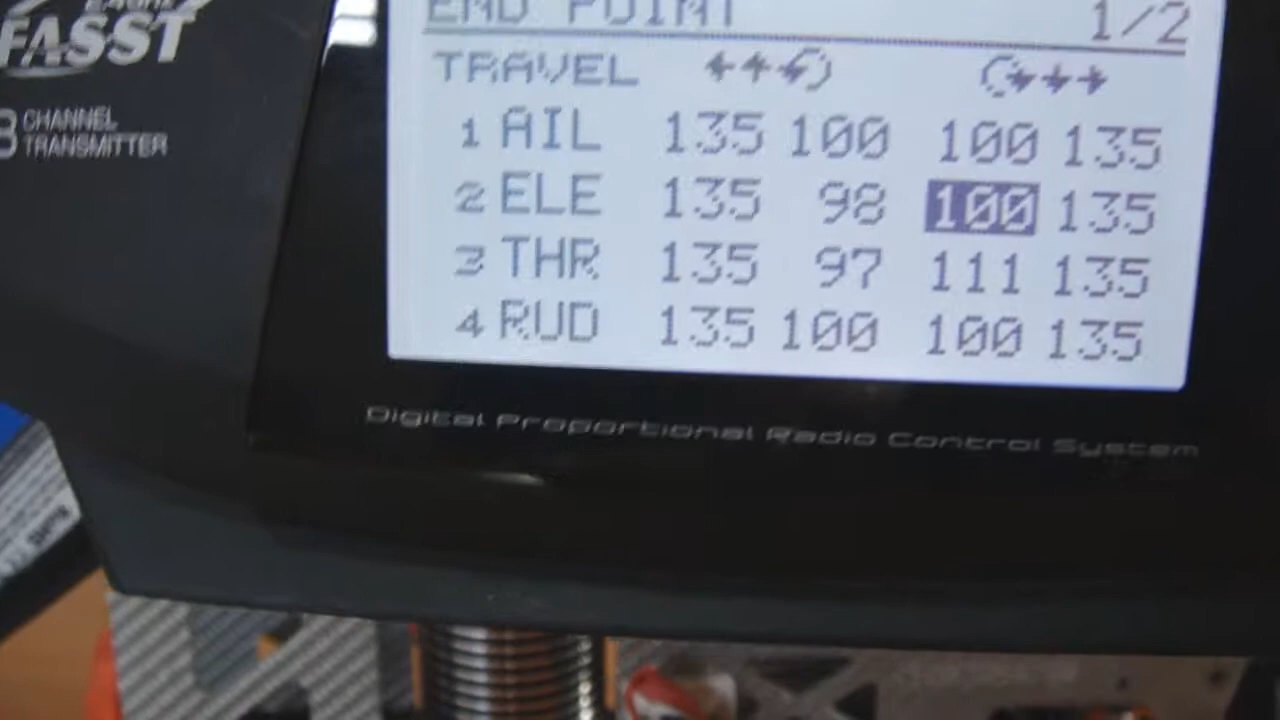 FASST
CHANNEL
TRANSMITTER
END POINT 1/2
TRAVEL
1 AIL 135 100 100 135
2 ELE 135 98 100 135
3 THR 135 97 111 135
4 RUD 135 100 100 135
Digital Proportional Radio Control System